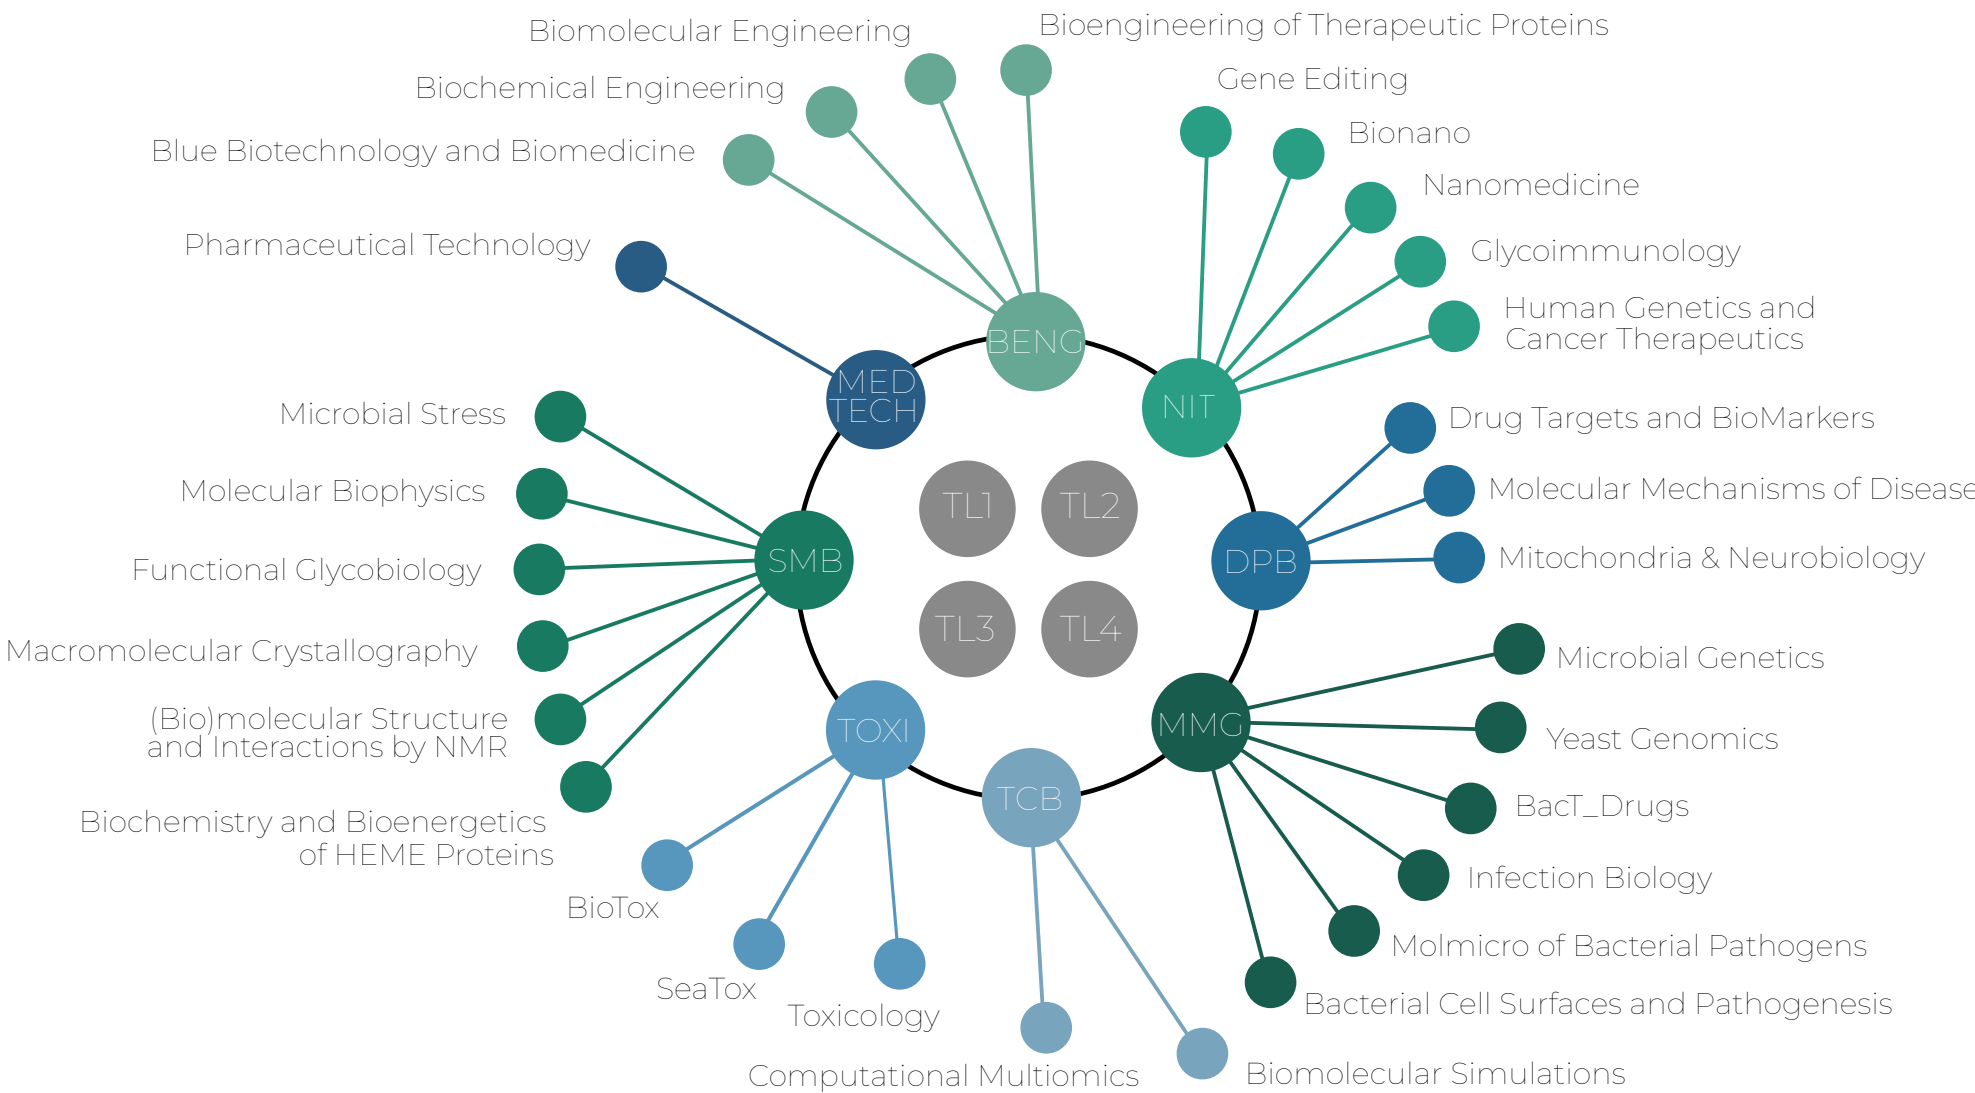 Biomolecular Engineering
Bioengineering of Therapeutic Proteins
Biochemical Engineering
Gene Editing
Blue Biotechnology and Biomedicine
Bionano
Nanomedicine
Pharmaceutical Technology
Glycoimmunology
Human Genetics and
Cancer Therapeutics
BENG
MED
TECH
NIT
Microbial Stress
Drug Targets and BioMarkers
Molecular Biophysics
Molecular Mechanisms of Disease
TL1
TL2
Functional Glycobiology
SMB
DPB
Mitochondria & Neurobiology
TL3
TL4
Macromolecular Crystallography
Microbial Genetics
(Bio)molecular Structure
and Interactions by NMR
TOXI
MMG
Yeast Genomics
TCB
BacT_Drugs
Biochemistry and Bioenergetics
of HEME Proteins
Infection Biology
BioTox
Molmicro of Bacterial Pathogens
SeaTox
Bacterial Cell Surfaces and Pathogenesis
Toxicology
Computational Multiomics
Biomolecular Simulations